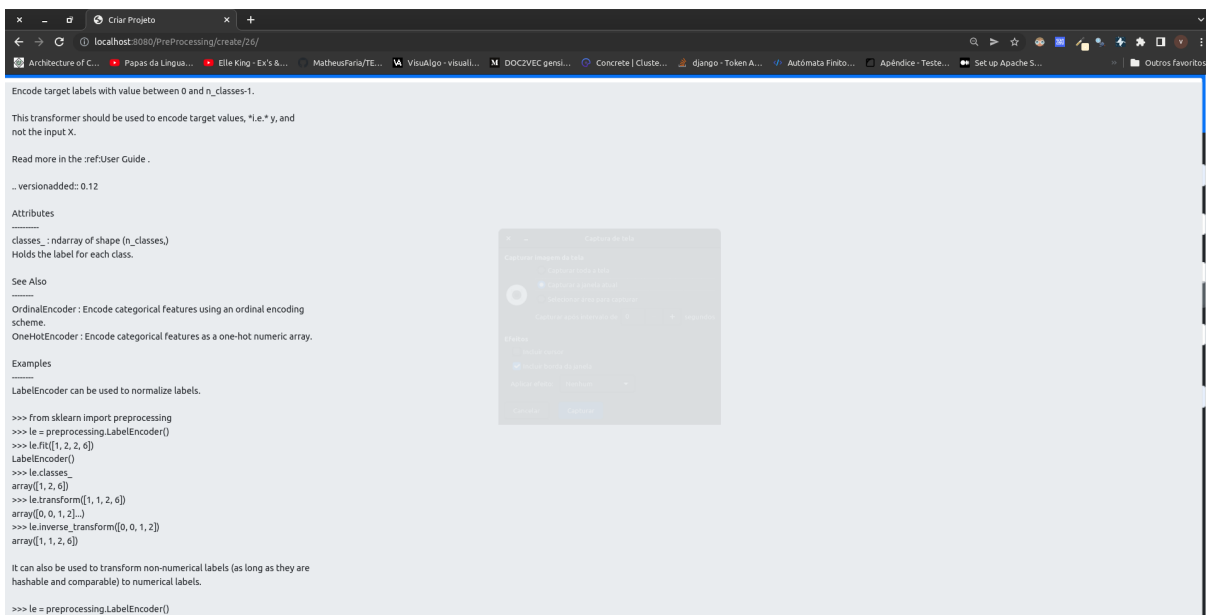 Criar Projeto
localhost:8080/PreProcessing/create/26/
Architecture of C...
Papas da Lingua...
Elle King - Ex's &...
MatheusFaria/TE...
VisuAlgo - visuali...
DOC2VEC gensi...
Concrete | Cluste...
django - Token A...
Autómata Finito...
Apêndice - Teste...
Set up Apache S...
»
Outros favoritos
Encode target labels with value between 0 and n_classes-1.
This transformer should be used to encode target values, *i.e.* y, and
not the input X.
Read more in the :ref:User Guide .
.. versionadded:: 0.12
Attributes
----------
classes_ : ndarray of shape (n_classes,)
Holds the label for each class.
See Also
--------
OrdinalEncoder : Encode categorical features using an ordinal encoding
scheme.
OneHotEncoder : Encode categorical features as a one-hot numeric array.
Examples
--------
LabelEncoder can be used to normalize labels.
>>> from sklearn import preprocessing
>>> le = preprocessing.LabelEncoder()
>>> le.fit([1, 2, 2, 6])
LabelEncoder()
>>> le.classes_
array([1, 2, 6])
>>> le.transform([1, 1, 2, 6])
array([0, 0, 1, 2]...)
>>> le.inverse_transform([0, 0, 1, 2])
array([1, 1, 2, 6])
It can also be used to transform non-numerical labels (as long as they are
hashable and comparable) to numerical labels.
>>> le = preprocessing.LabelEncoder()